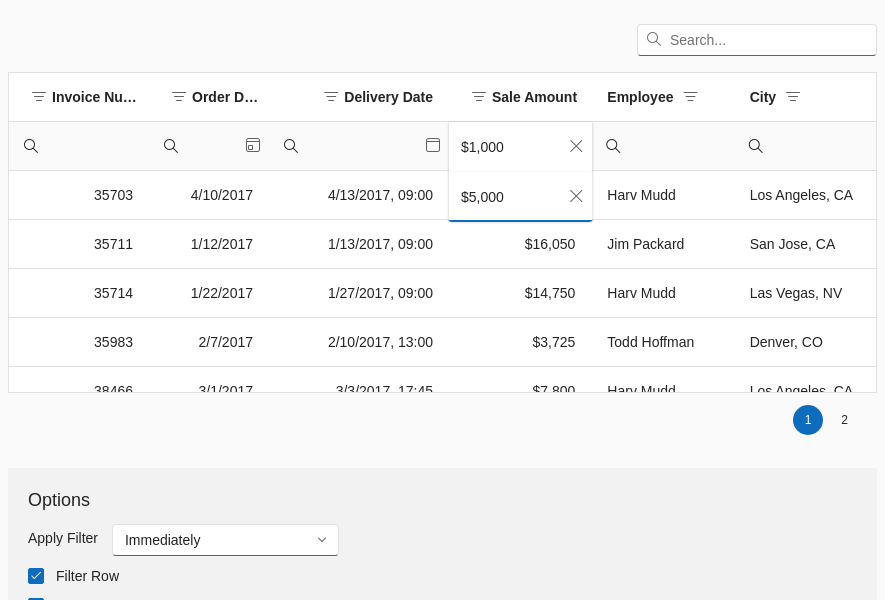 Search...
Invoice Nu... Order D... Delivery Date Sale Amount Employee City
$1,000
35703 4/10/2017 4/13/2017, 09:00 $5,000 Harv Mudd Los Angeles, CA
35711 1/12/2017 1/13/2017, 09:00 $16,050 Jim Packard San Jose, CA
35714 1/22/2017 1/27/2017, 09:00 $14,750 Harv Mudd Las Vegas, NV
35983 2/7/2017 2/10/2017, 13:00 $3,725 Todd Hoffman Denver, CO
38466 3/1/2017 3/3/2017, 17:45 $7,800 Harv Mudd Los Angeles, CA
1 2
Options
Apply Filter Immediately
Filter Row